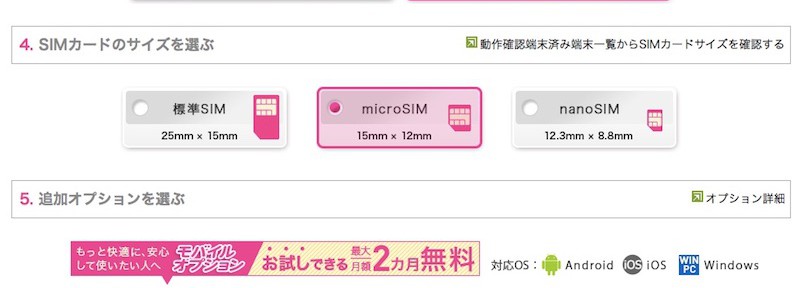 4. SIMカードのサイズを選ぶ
動作確認端末済み端末一覧からSIMカードサイズを確認する
標準SIM
25mm × 15mm
microSIM
15mm × 12mm
nanoSIM
12.3mm × 8.8mm
5. 追加オプションを選ぶ
オプション詳細
もっと快適に、安心
して使いたい人へ
モバイル
オプション
お試しできる
最大
月額
2カ月無料
対応OS：
Android
iOS
iOS
WIN
PC
Windows